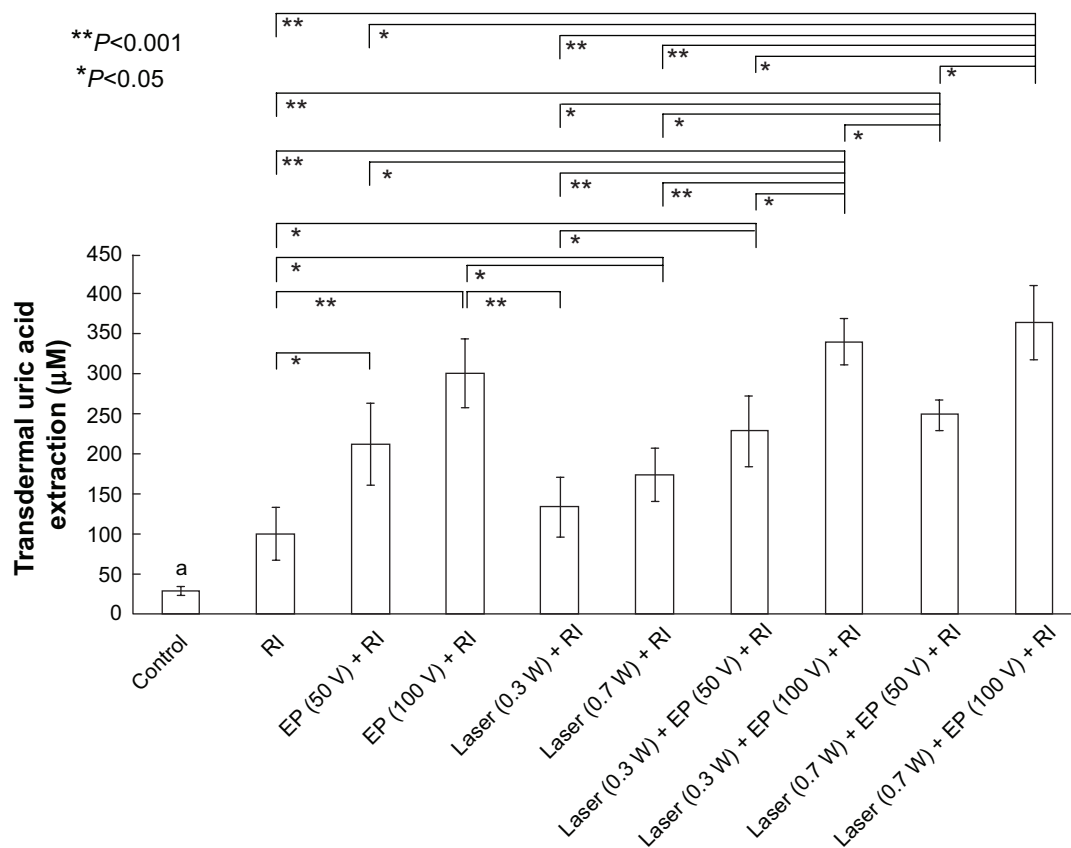 **P<0.001
*P<0.05
**
*
**
**
*
*
**
*
*
*
**
*
**
**
*
*
*
*
*
**
**
*
Transdermal uric acid
extraction (μM)
450
400
350
300
250
200
150
100
50
0
a
Control
RI
EP (50 V) + RI
EP (100 V) + RI
Laser (0.3 W) + RI
Laser (0.7 W) + RI
Laser (0.3 W) + EP (50 V) + RI
Laser (0.3 W) + EP (100 V) + RI
Laser (0.7 W) + EP (50 V) + RI
Laser (0.7 W) + EP (100 V) + RI